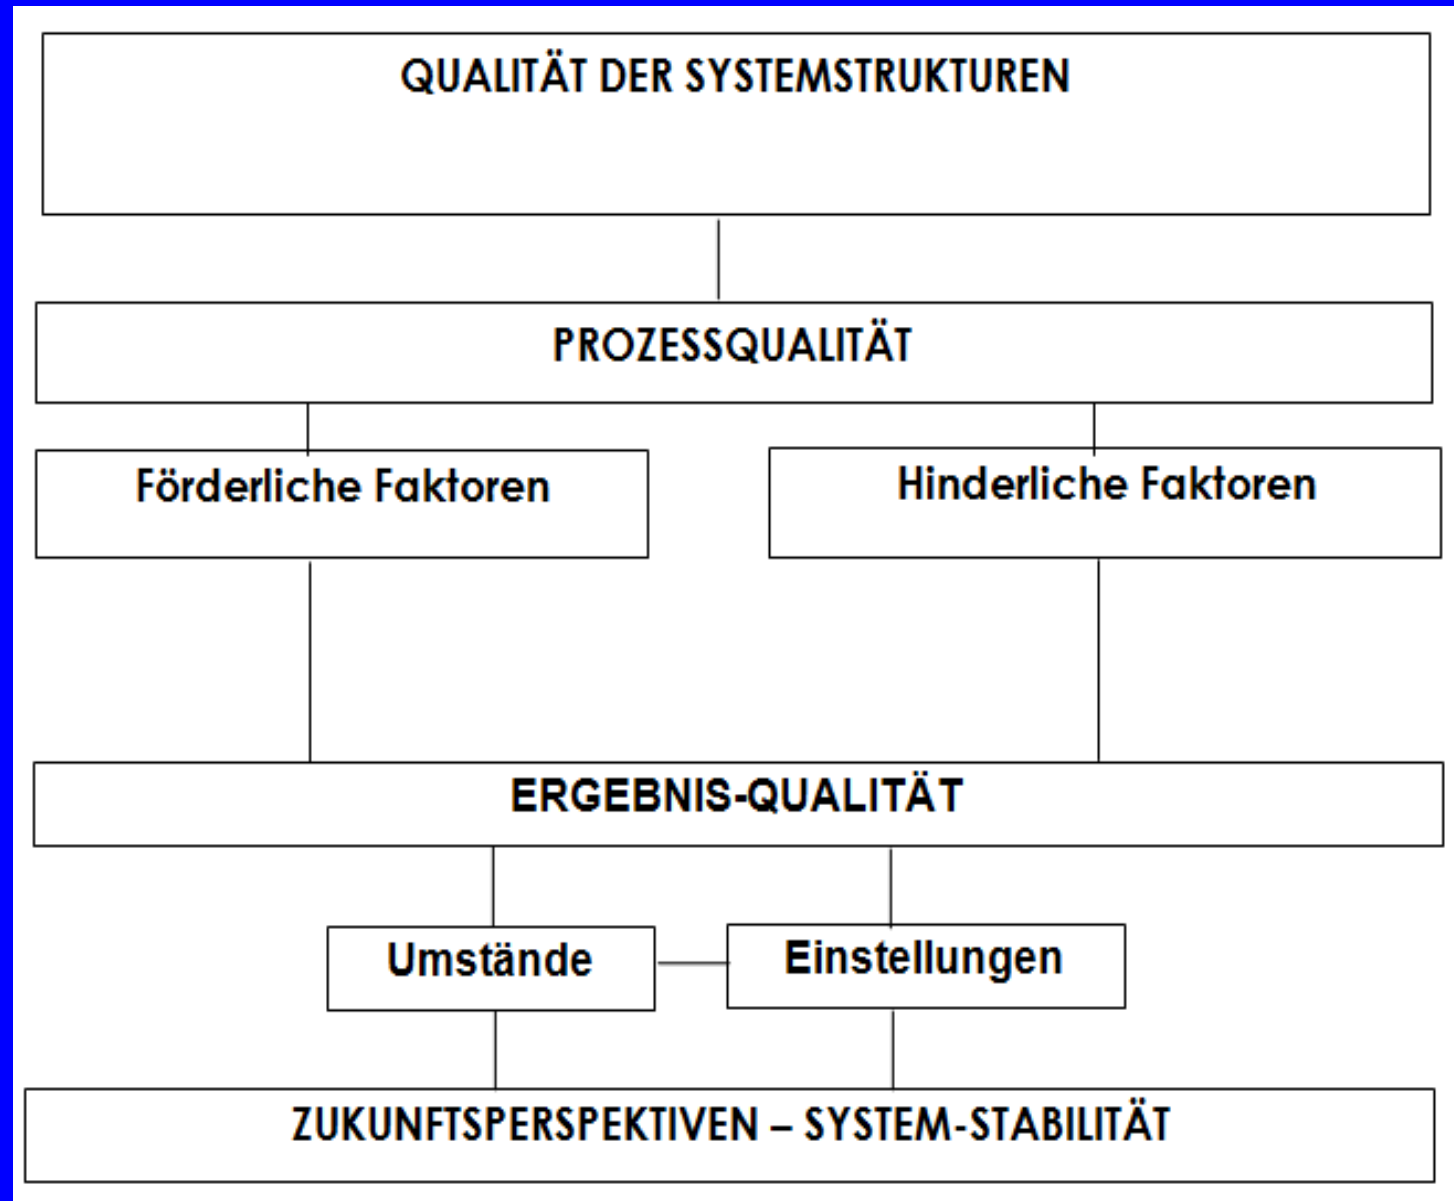 QUALITÄT DER SYSTEMSTRUKTUREN
PROZESSQUALITÄT
Förderliche Faktoren
Hinderliche Faktoren
ERGEBNIS-QUALITÄT
Umstände
Einstellungen
ZUKUNFTSPERSPEKTIVEN – SYSTEM-STABILITÄT